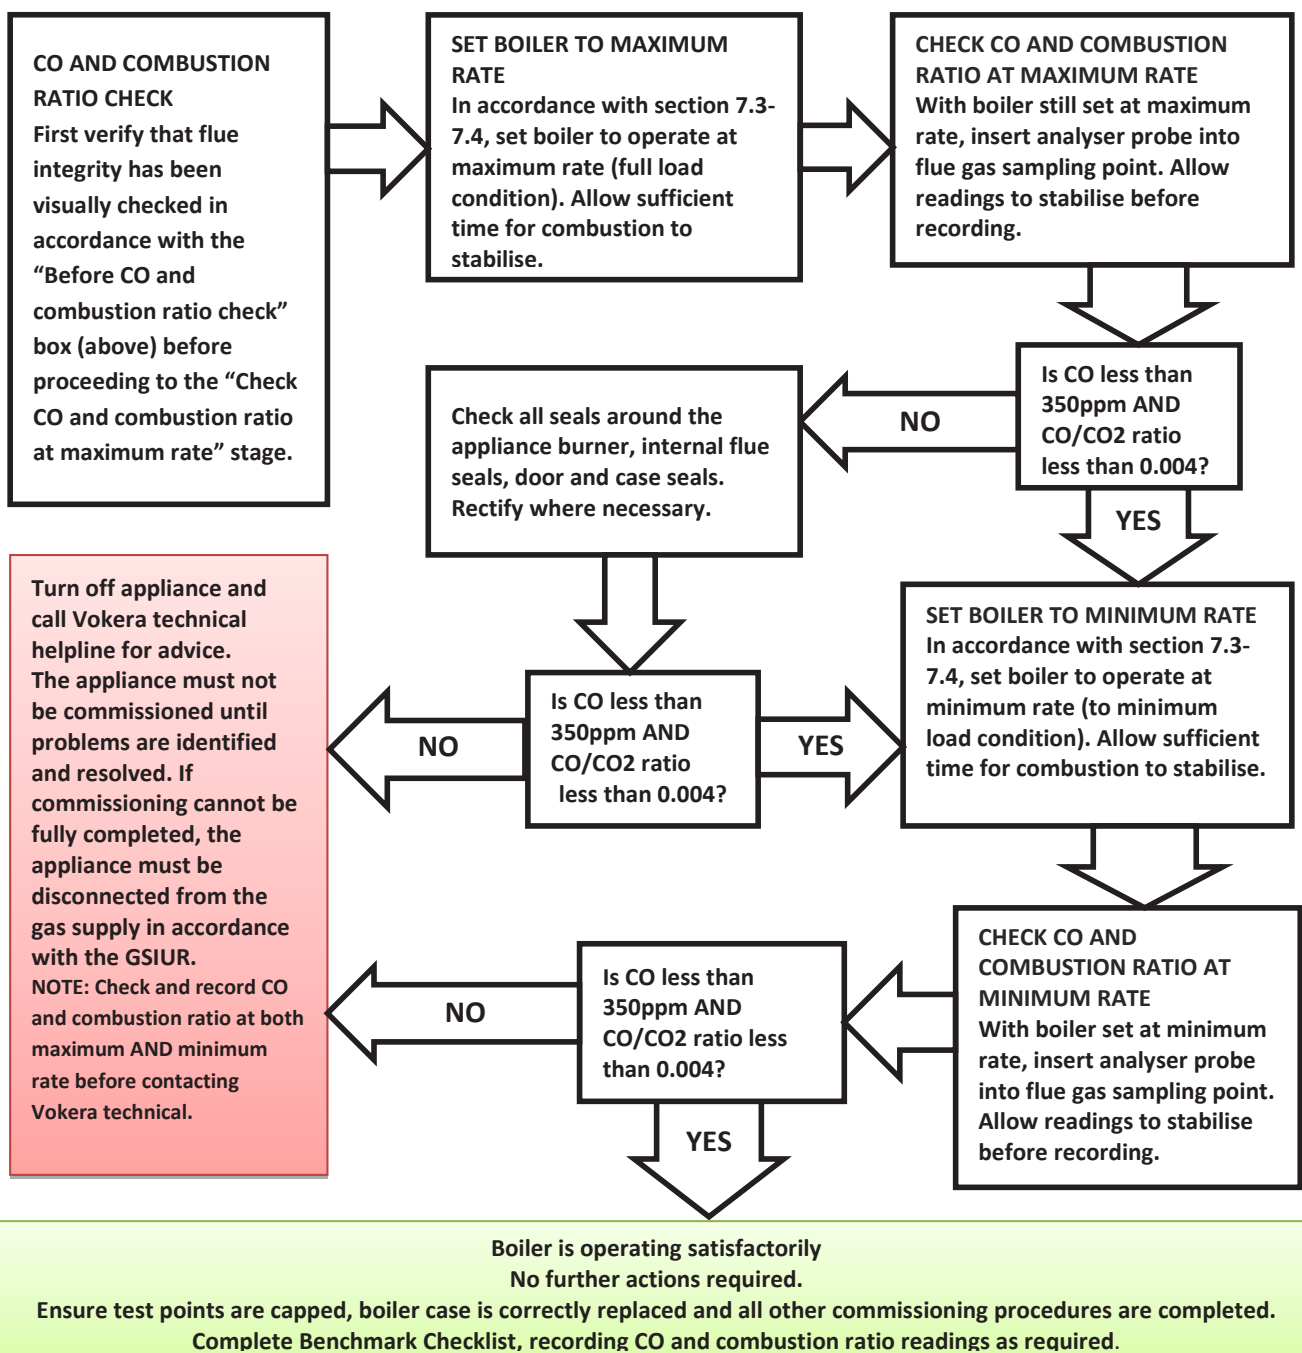 CO AND COMBUSTION
RATIO CHECK
First verify that flue
integrity has been
visually checked in
accordance with the
“Before CO and
combustion ratio check”
box (above) before
proceeding to the “Check
CO and combustion ratio
at maximum rate” stage.
SET BOILER TO MAXIMUM
RATE
In accordance with section 7.3-
7.4, set boiler to operate at
maximum rate (full load
condition). Allow sufficient
time for combustion to
stabilise.
CHECK CO AND COMBUSTION
RATIO AT MAXIMUM RATE
With boiler still set at maximum
rate, insert analyser probe into
flue gas sampling point. Allow
readings to stabilise before
recording.
Is CO less than
350ppm AND
CO/CO2 ratio
less than 0.004?
NO
YES
Check all seals around the
appliance burner, internal flue
seals, door and case seals.
Rectify where necessary.
Is CO less than
350ppm AND
CO/CO2 ratio
less than 0.004?
NO
YES
Turn off appliance and
call Vokera technical
helpline for advice.
The appliance must not
be commissioned until
problems are identified
and resolved. If
commissioning cannot be
fully completed, the
appliance must be
disconnected from the
gas supply in accordance
with the GSIUR.
NOTE: Check and record CO
and combustion ratio at both
maximum AND minimum
rate before contacting
Vokera technical.
SET BOILER TO MINIMUM RATE
In accordance with section 7.3-
7.4, set boiler to operate at
minimum rate (to minimum
load condition). Allow sufficient
time for combustion to stabilise.
CHECK CO AND
COMBUSTION RATIO AT
MINIMUM RATE
With boiler set at minimum
rate, insert analyser probe
into flue gas sampling point.
Allow readings to stabilise
before recording.
Is CO less than
350ppm AND
CO/CO2 ratio less
than 0.004?
NO
YES
Boiler is operating satisfactorily
No further actions required.
Ensure test points are capped, boiler case is correctly replaced and all other commissioning procedures are completed.
Complete Benchmark Checklist, recording CO and combustion ratio readings as required.